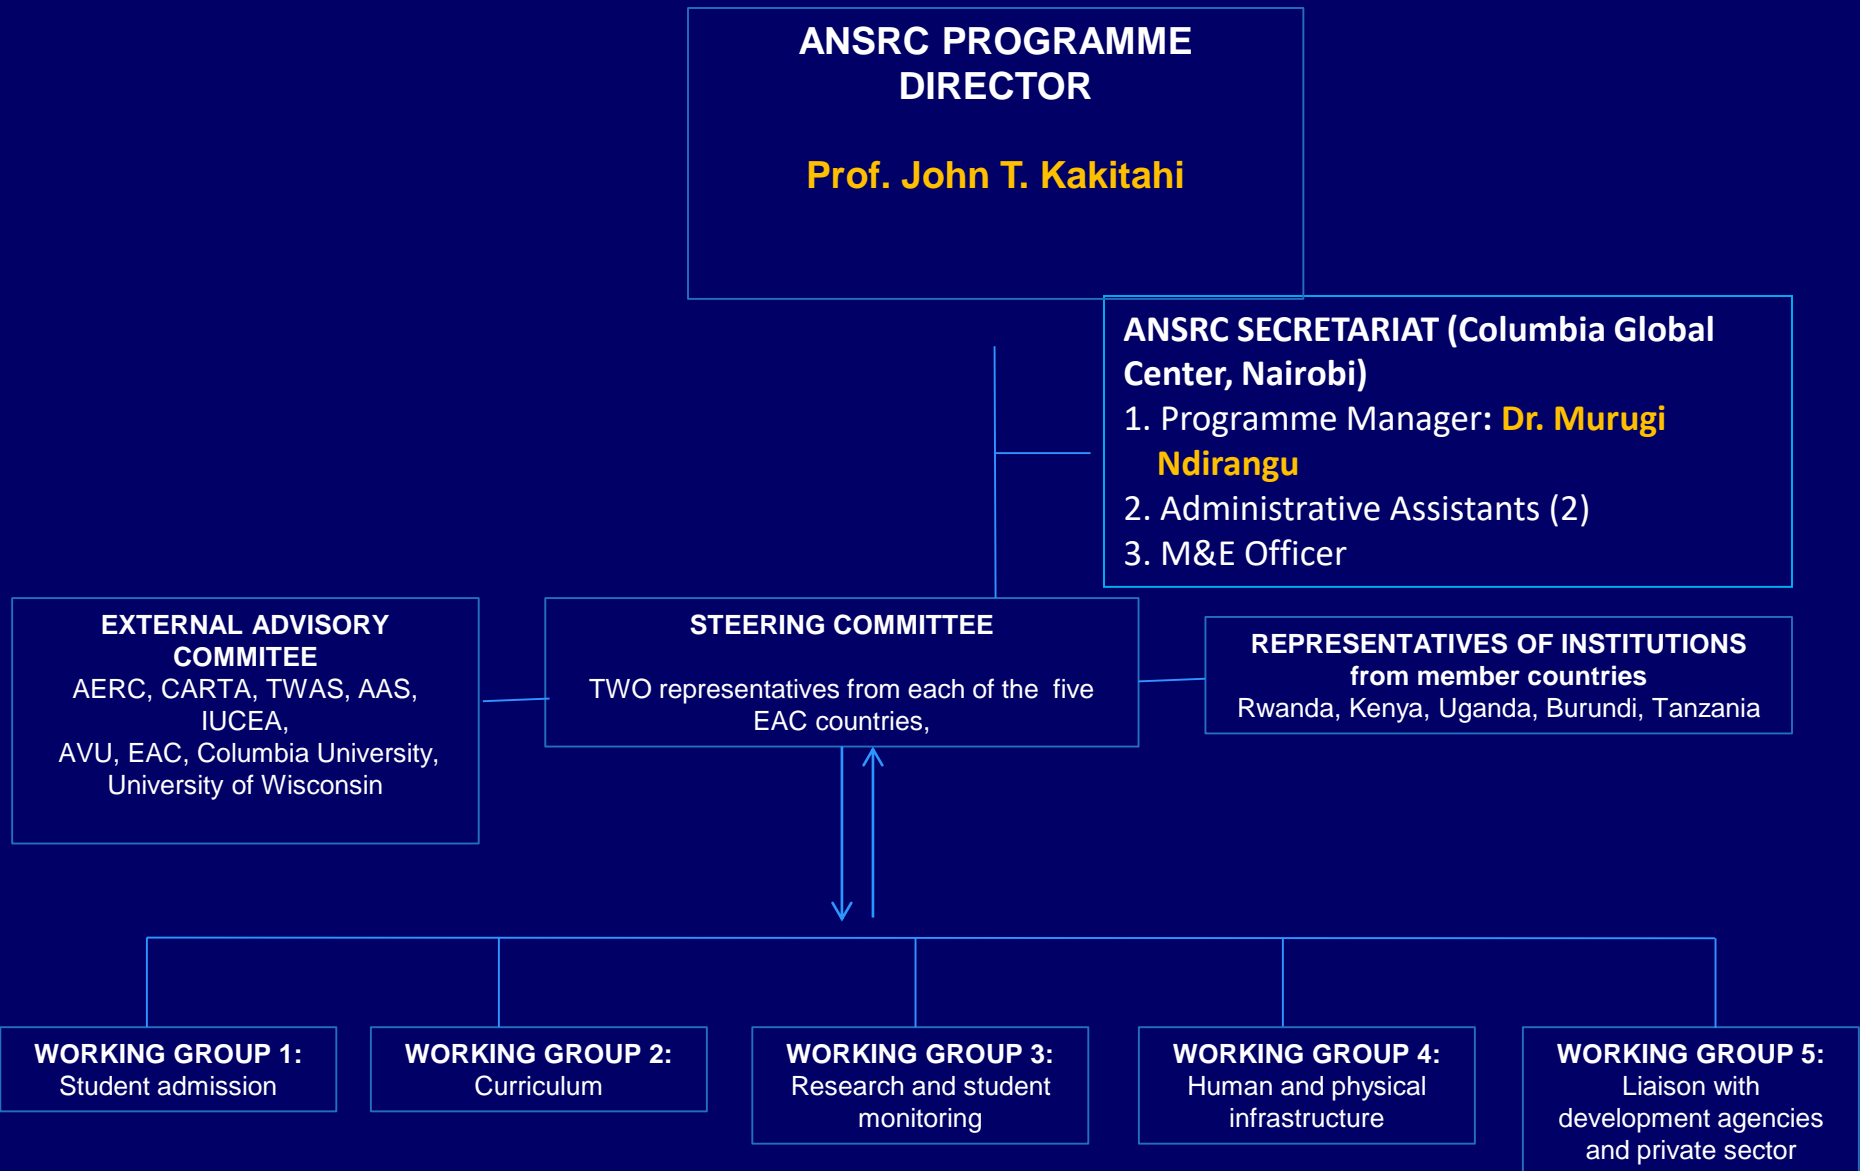 ANSRC PROGRAMME
DIRECTOR
Prof. John T. Kakitahi
ANSRC SECRETARIAT (Columbia Global
Center, Nairobi)
1. Programme Manager: Dr. Murugi
Ndirangu
2. Administrative Assistants (2)
3. M&E Officer
EXTERNAL ADVISORY
COMMITEE
AERC, CARTA, TWAS, AAS,
IUCEA,
AVU, EAC, Columbia University,
University of Wisconsin
STEERING COMMITTEE
TWO representatives from each of the five
EAC countries,
REPRESENTATIVES OF INSTITUTIONS
from member countries
Rwanda, Kenya, Uganda, Burundi, Tanzania
WORKING GROUP 1:
Student admission
WORKING GROUP 2:
Curriculum
WORKING GROUP 3:
Research and student
monitoring
WORKING GROUP 4:
Human and physical
infrastructure
WORKING GROUP 5:
Liaison with
development agencies
and private sector